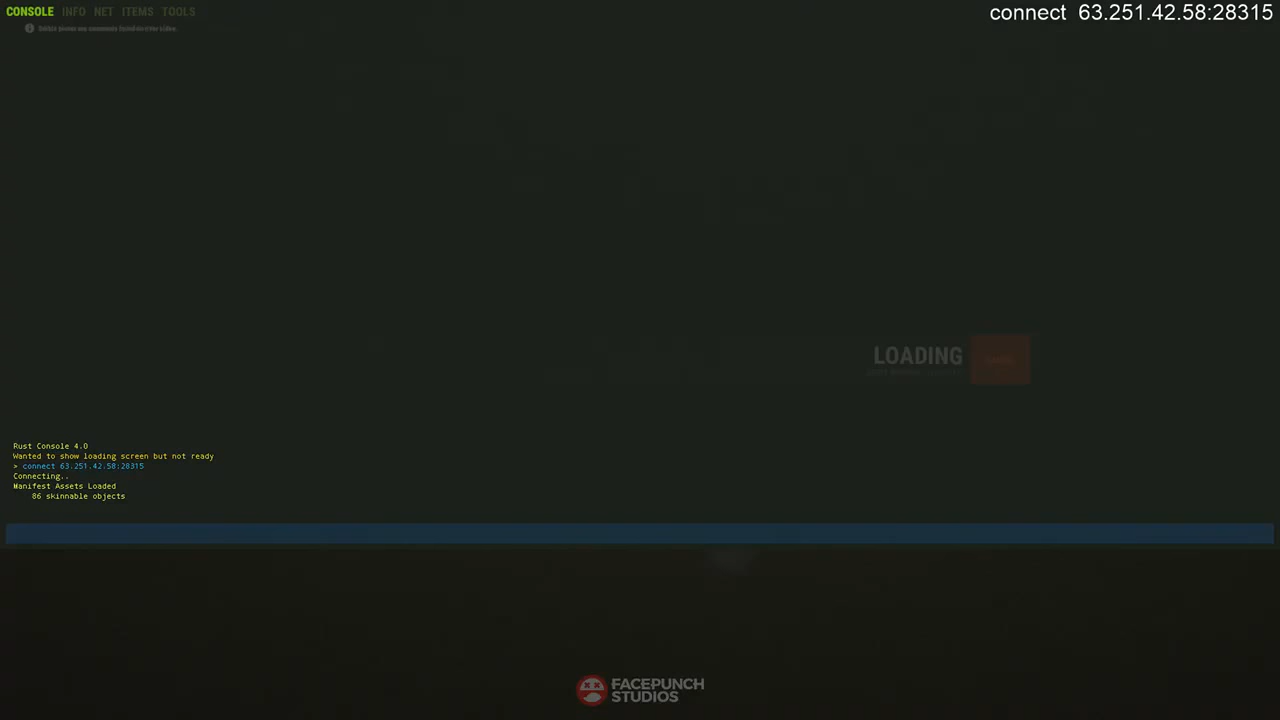 CONSOLE INFO NET ITEMS TOOLS
connect 63.251.42.58:28315
LOADING
Rust Console 4.0
Wanted to show loading screen but not ready
> connect 63.251.42.58:28315
Connecting..
Manifest Assets Loaded
86 skinnable objects
FACEPUNCH
STUDIOS